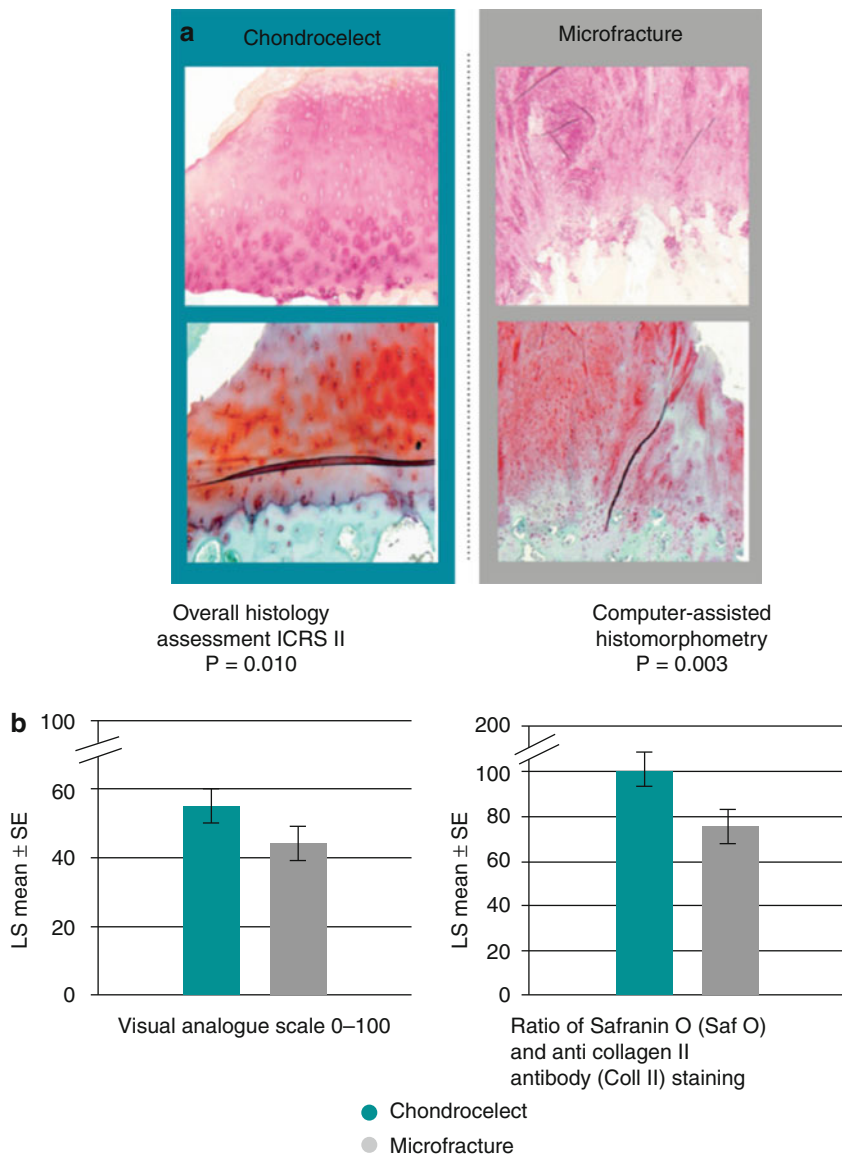 a
Chondrocelect
Microfracture
Overall histology
assessment ICRS II
P = 0.010
Computer-assisted
histomorphometry
P = 0.003
b
100
60
40
20
0
LS mean ± SE
Visual analogue scale 0–100
200
100
80
60
40
20
0
LS mean ± SE
Ratio of Safranin O (Saf O)
and anti collagen II
antibody (Coll II) staining
Chondrocelect
Microfracture